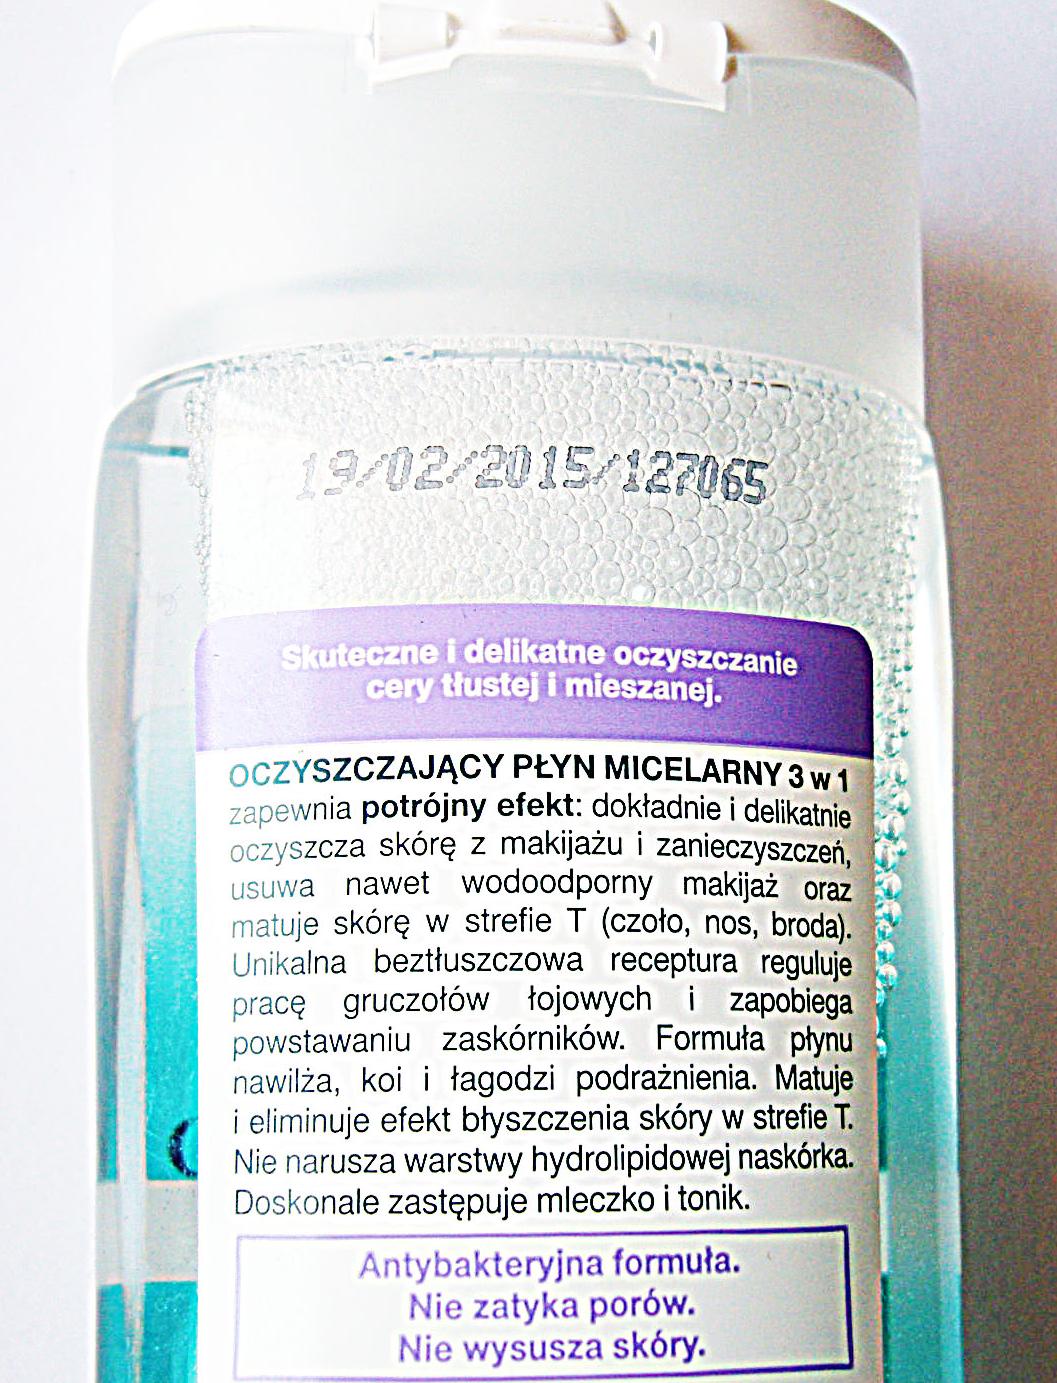 19/02/2015/127065
Skuteczne i delikatne oczyszczanie
cery tłustej i mieszanej.
OCZYSZCZAJĄCY PŁYN MICELARNY 3 w 1
zapewnia potrójny efekt: dokładnie i delikatnie
oczyszcza skórę z makijażu i zanieczyszczeń,
usuwa nawet wodoodporny makijaż oraz
matuje skórę w strefie T (czoło, nos, broda).
Unikalna beztłuszczowa receptura reguluje
pracę gruczołów łojowych i zapobiega
powstawaniu zaskórników. Formuła płynu
nawilża, koi i łagodzi podrażnienia. Matuje
i eliminuje efekt błyszczenia skóry w strefie T.
Nie narusza warstwy hydrolipidowej naskórka.
Doskonale zastępuje mleczko i tonik.
Antybakteryjna formuła.
Nie zatyka porów.
Nie wysusza skóry.